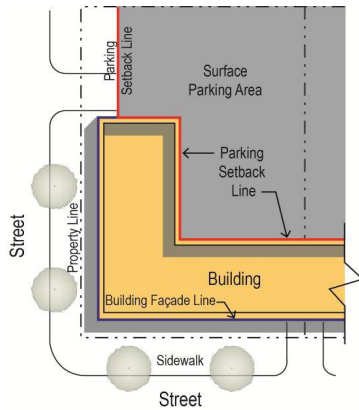 Parking
Setback Line
Surface
Parking Area
Parking
Setback
Line
Property Line
Street
Building
Building Façade Line
Sidewalk
Street